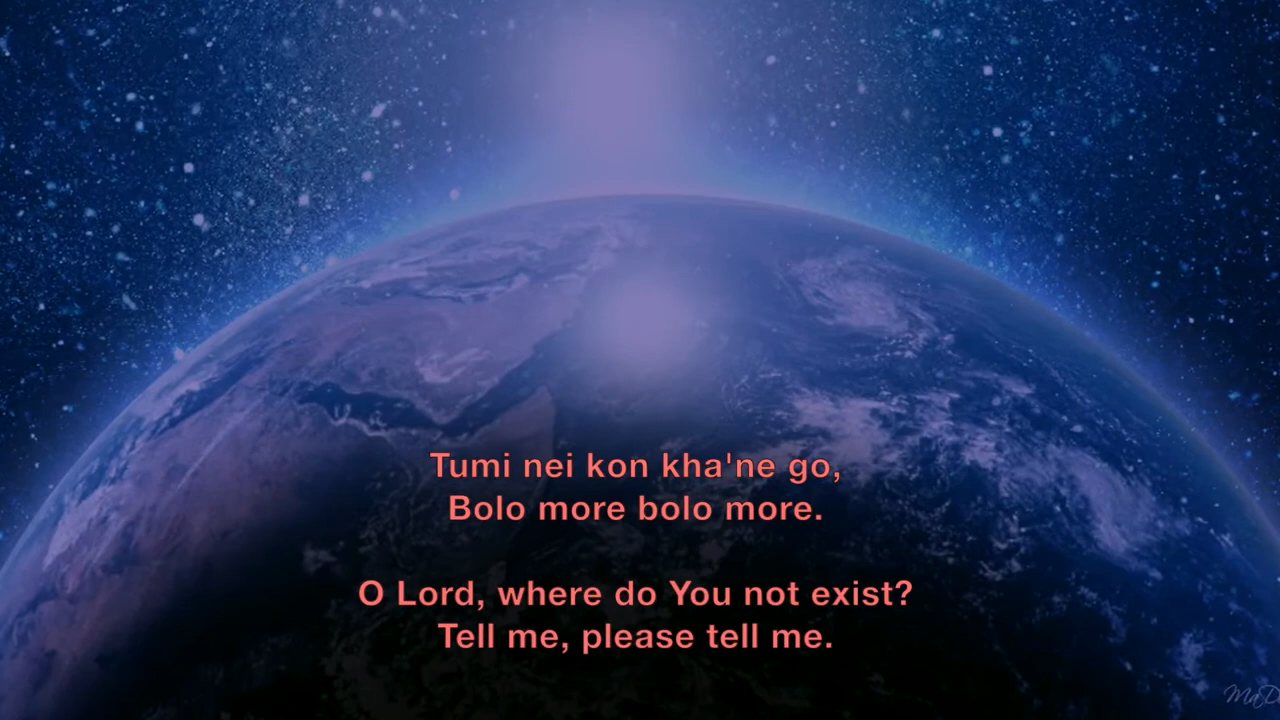 Tumi nei kon kha'ne go,
Bolo more bolo more.
O Lord, where do You not exist?
Tell me, please tell me.